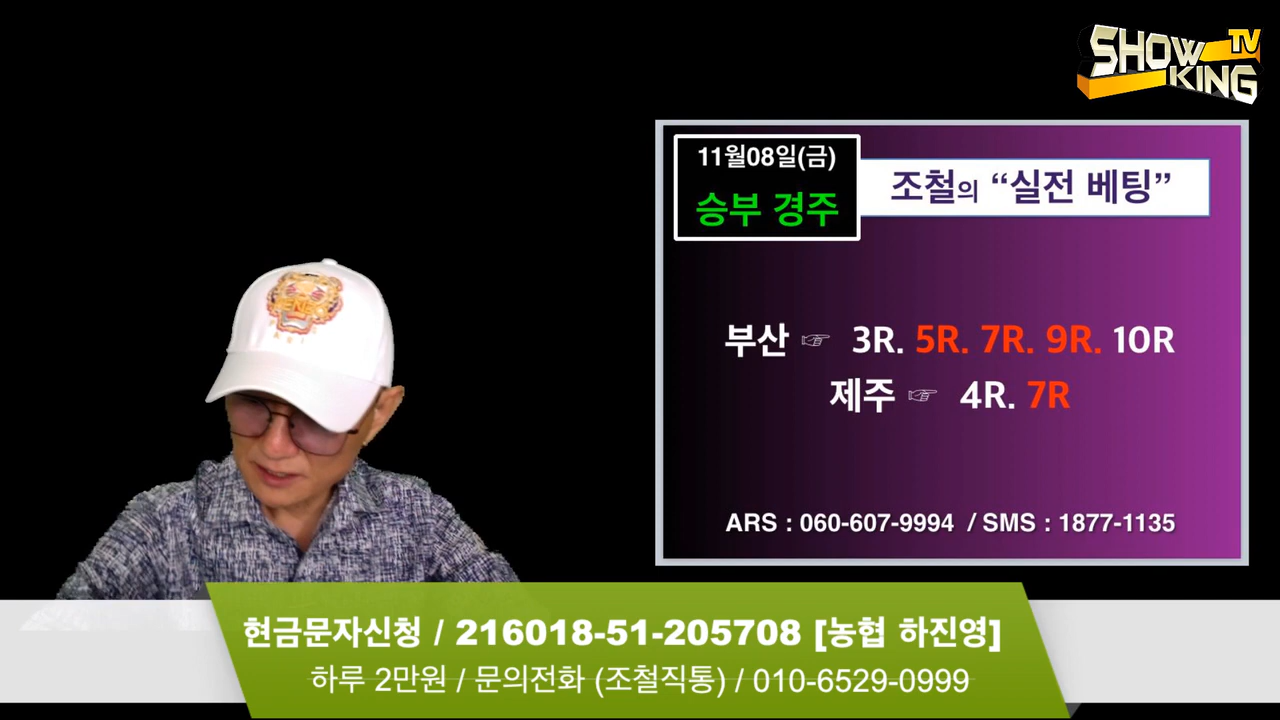 SHOW TV
KING
11월08일(금)
승부 경주
조철의 “실전 베팅”
부산 ☞ 3R. 5R. 7R. 9R. 10R
제주 ☞ 4R. 7R
ARS : 060-607-9994 / SMS : 1877-1135
KENZO
현금문자신청 / 216018-51-205708 [농협 하진영]
하루 2만원 / 문의전화 (조철직통) / 010-6529-0999